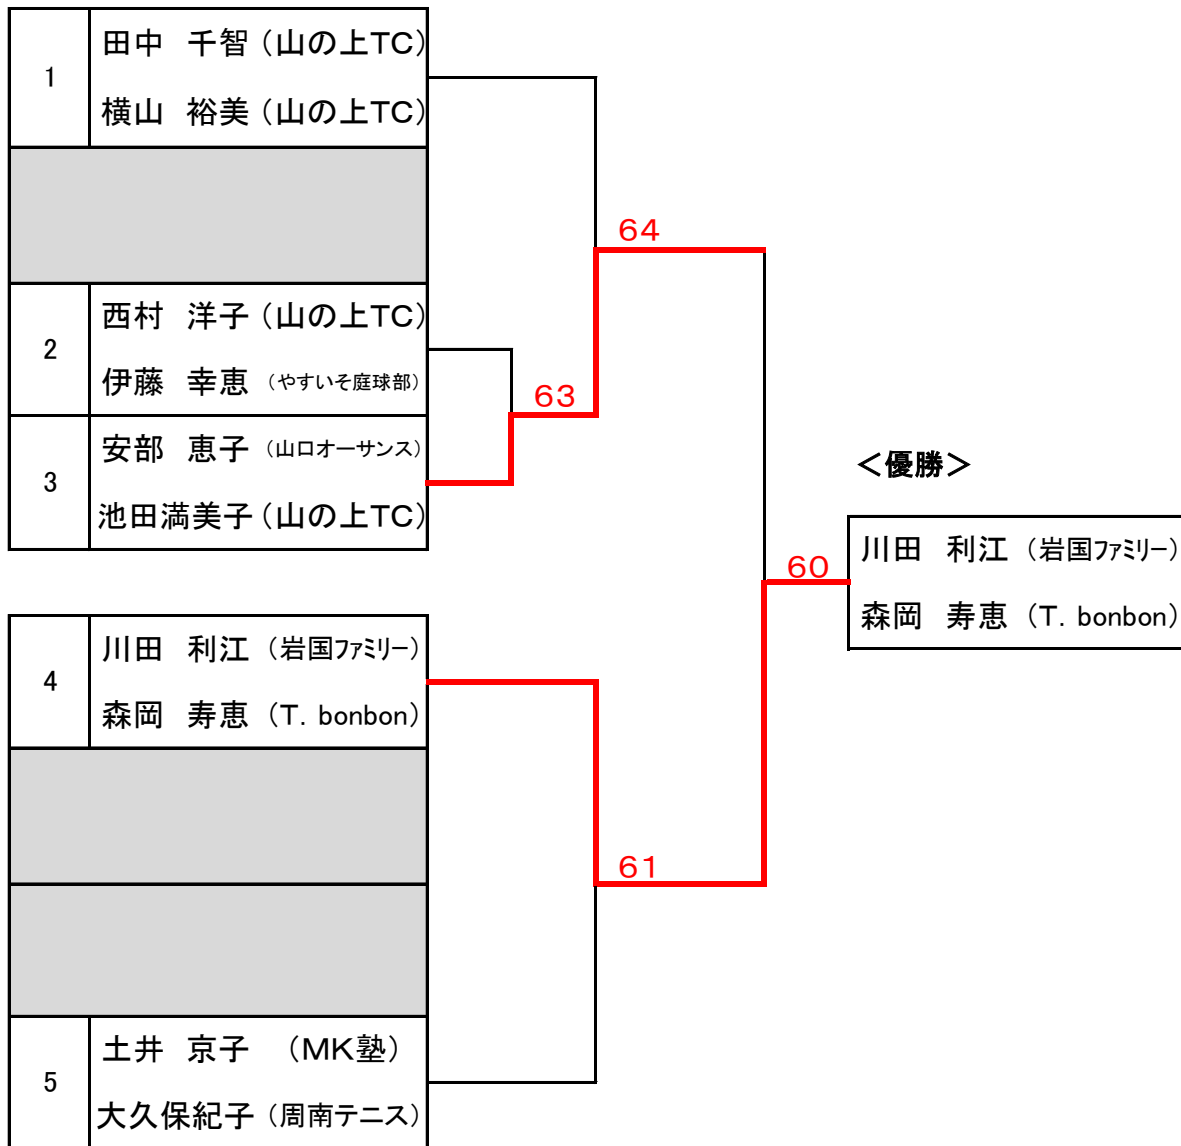 1
田中 千智 (山の上TC)
横山 裕美 (山の上TC)
64
2
西村 洋子 (山の上TC)
伊藤 幸恵 (やすいそ庭球部)
63
3
安部 恵子 (山口オーサンス)
池田満美子 (山の上TC)
<優勝>
川田 利江 (岩国ファミリー)
60
森岡 寿恵 (T. bonbon)
4
川田 利江 (岩国ファミリー)
森岡 寿恵 (T. bonbon)
61
5
土井 京子 (MK塾)
大久保紀子 (周南テニス)